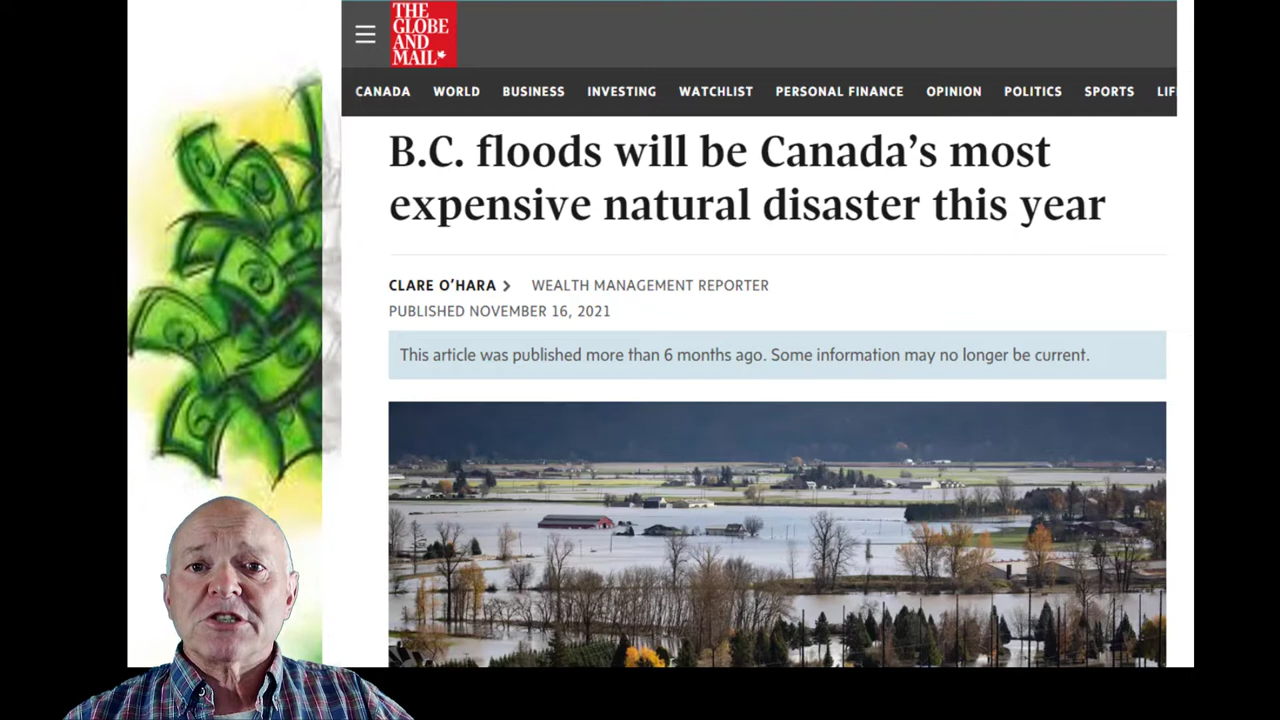 THE
GLOBE
AND
MAIL
CANADA WORLD BUSINESS INVESTING WATCHLIST PERSONAL FINANCE OPINION POLITICS SPORTS LIF
B.C. floods will be Canada’s most
expensive natural disaster this year
CLARE O’HARA > WEALTH MANAGEMENT REPORTER
PUBLISHED NOVEMBER 16, 2021
This article was published more than 6 months ago. Some information may no longer be current.